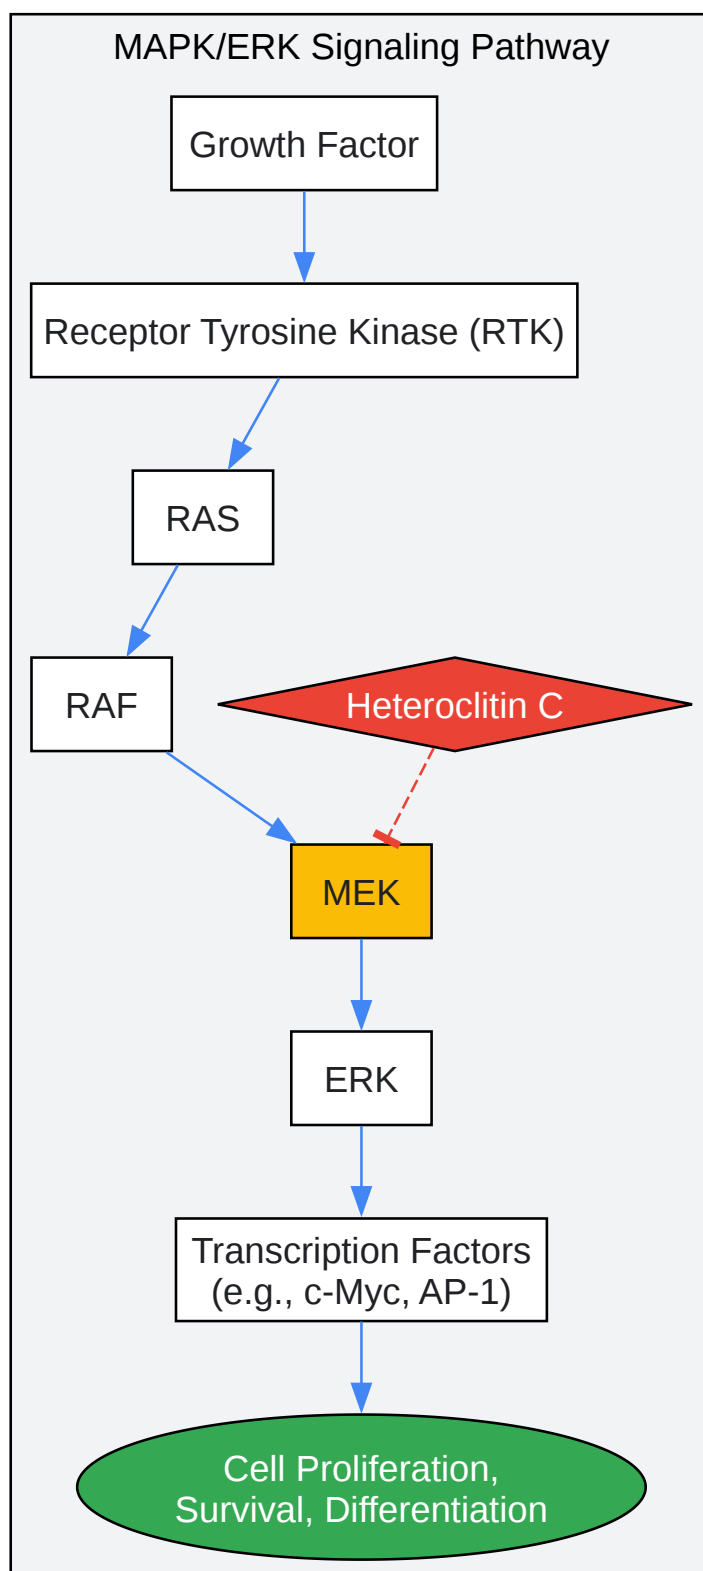 MAPK/ERK Signaling Pathway
Growth Factor
Receptor Tyrosine Kinase (RTK)
RAS
RAF
Heteroclitin C
MEK
ERK
Transcription Factors
(e.g., c-Myc, AP-1)
Cell Proliferation,
Survival, Differentiation